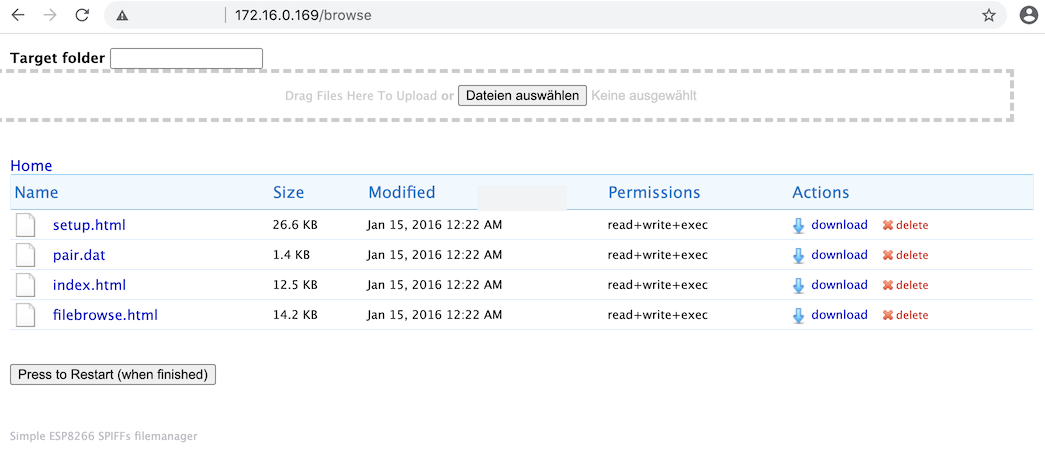 172.16.0.169/browse
Target folder
Drag Files Here To Upload or Dateien auswählen Keine ausgewählt
Home
Name Size Modified Permissions Actions
setup.html 26.6 KB Jan 15, 2016 12:22 AM read+write+exec download delete
pair.dat 1.4 KB Jan 15, 2016 12:22 AM read+write+exec download delete
index.html 12.5 KB Jan 15, 2016 12:22 AM read+write+exec download delete
filebrowse.html 14.2 KB Jan 15, 2016 12:22 AM read+write+exec download delete
Press to Restart (when finished)
Simple ESP8266 SPIFFs filemanager